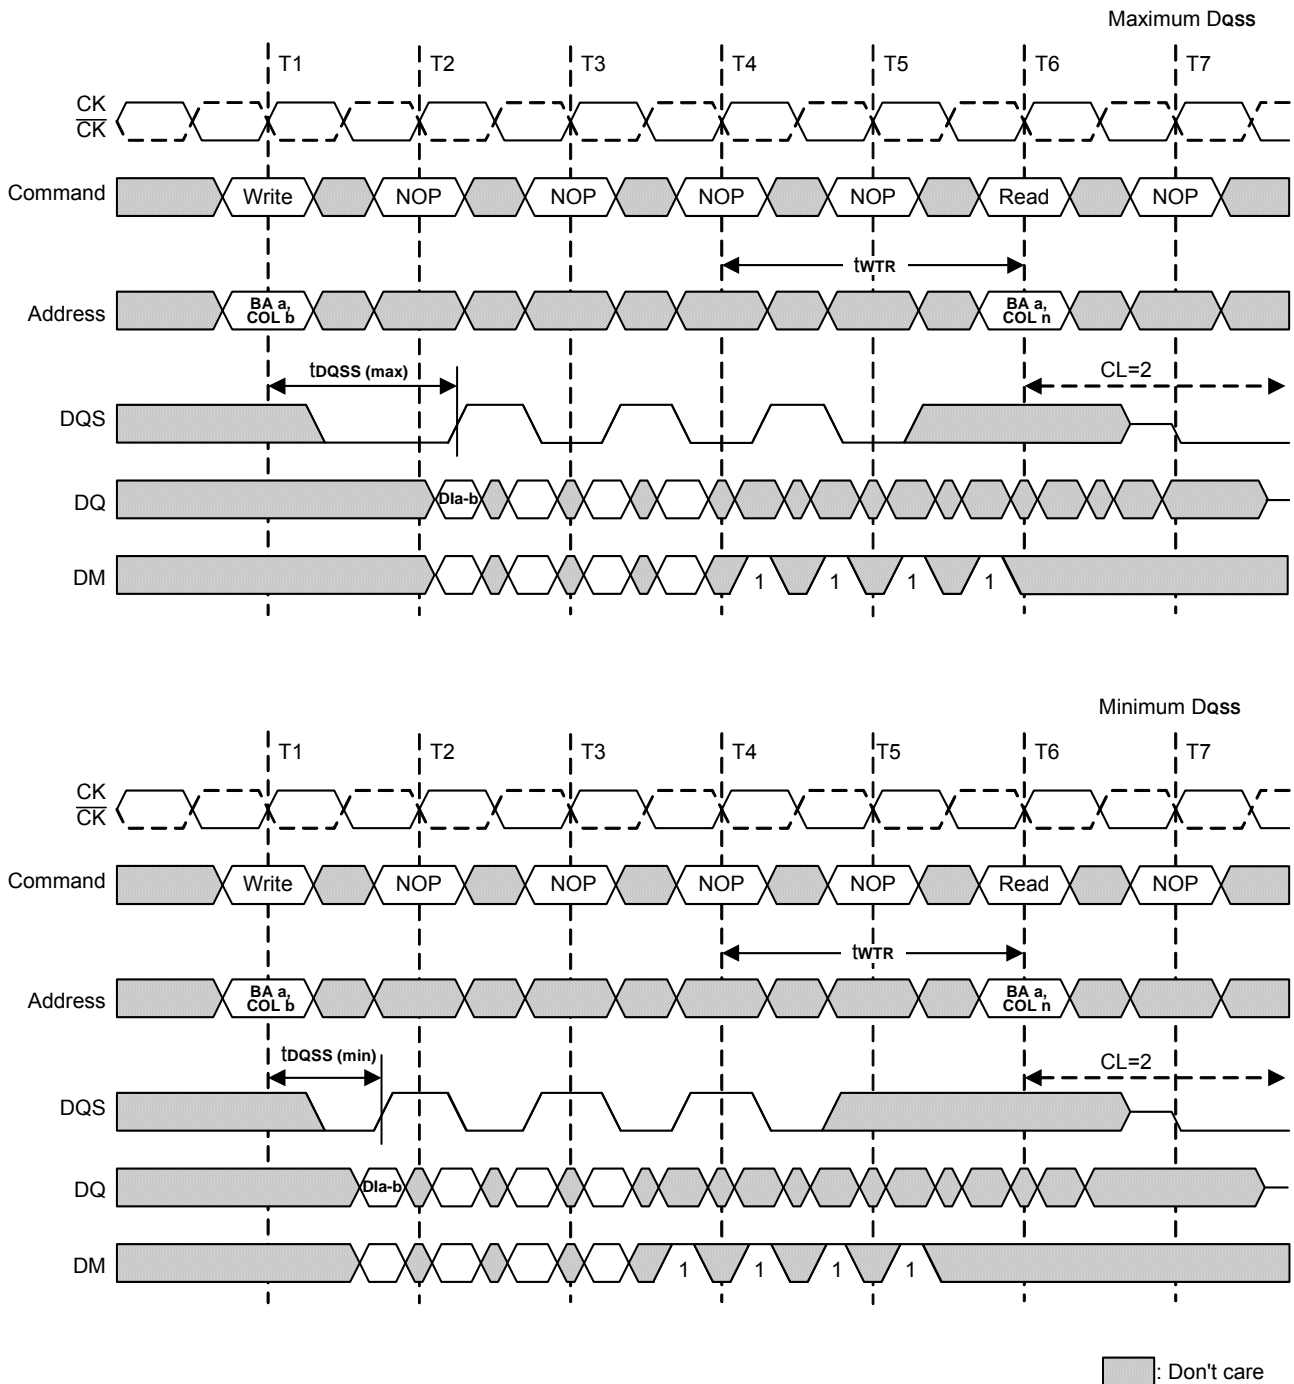 Maximum DQSS
T1 T2 T3 T4 T5 T6 T7
CK
CK
Command Write NOP NOP NOP NOP Read NOP
tWTR
Address BA a, COL b BA a, COL n
tDQSS (max) CL=2
DQS
DQ DIa-b
DM 1 1 1 1
Minimum DQSS
T1 T2 T3 T4 T5 T6 T7
CK
CK
Command Write NOP NOP NOP NOP Read NOP
tWTR
Address BA a, COL b BA a, COL n
tDQSS (min) CL=2
DQS
DQ DIa-b
DM 1 1 1 1
: Don't care